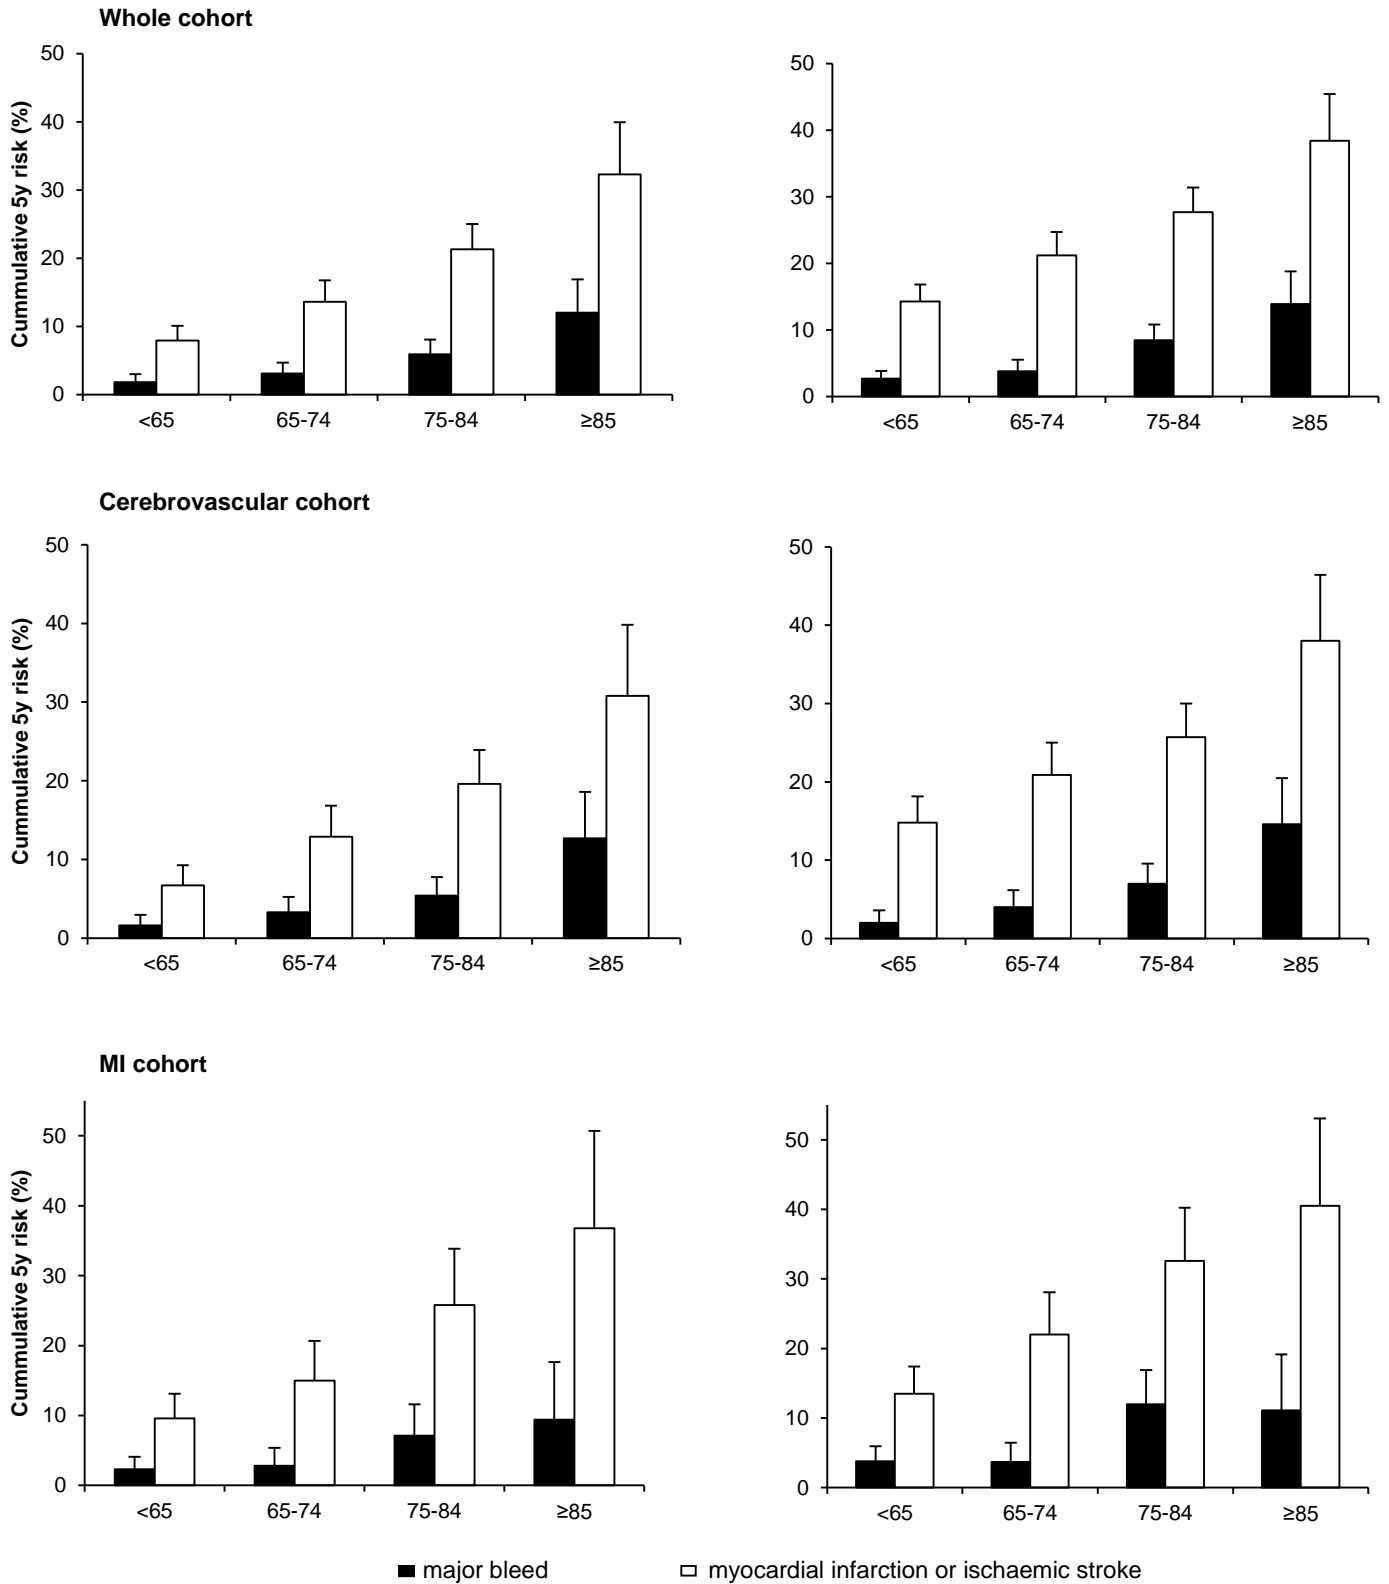 Whole cohort
Cummulative 5y risk (%)
50
40
30
20
10
0
<65 65-74 75-84 ≥85
50
40
30
20
10
0
<65 65-74 75-84 ≥85
Cerebrovascular cohort
Cummulative 5y risk (%)
50
40
30
20
10
0
<65 65-74 75-84 ≥85
50
40
30
20
10
0
<65 65-74 75-84 ≥85
MI cohort
Cummulative 5y risk (%)
50
40
30
20
10
0
<65 65-74 75-84 ≥85
50
40
30
20
10
0
<65 65-74 75-84 ≥85
major bleed myocardial infarction or ischaemic stroke